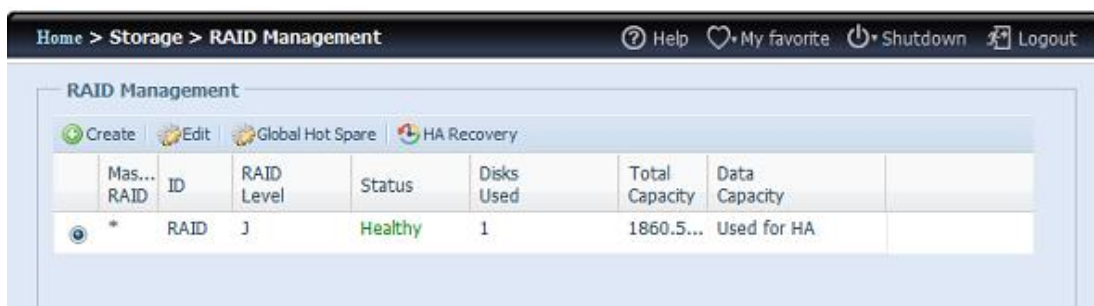 Home > Storage > RAID Management
Help My favorite Shutdown Logout
RAID Management
Create Edit Global Hot Spare HA Recovery
Mas... RAID ID RAID Level Status Disks Used Total Capacity Data Capacity
* RAID J Healthy 1 1860.5... Used for HA